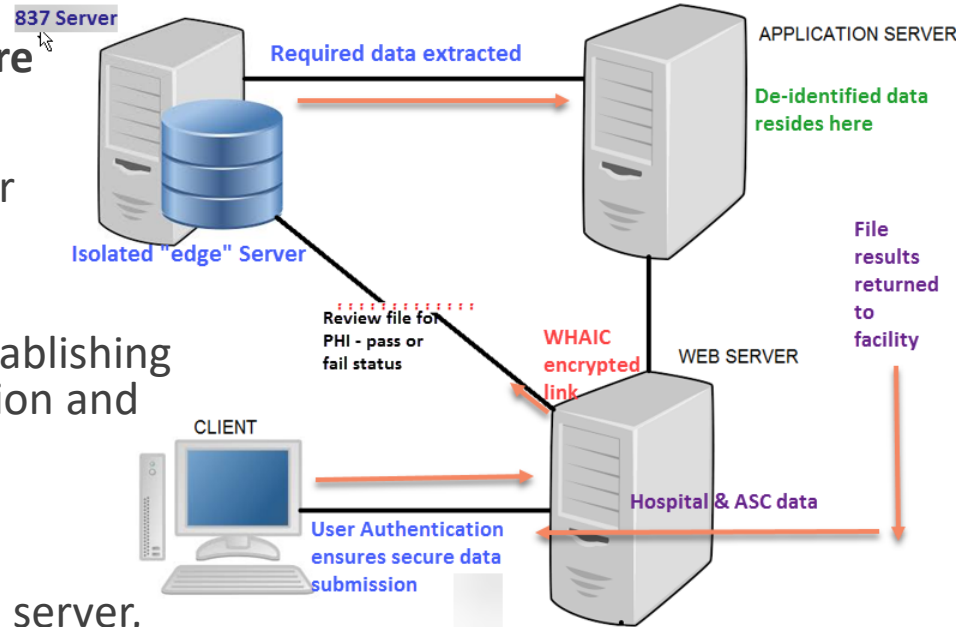 837 Server
re
r
tablishing
ion and
server.
Required data extracted
APPLICATION SERVER
De-identified data
resides here
Isolated "edge" Server
File
results
returned
to
facility
Review file for
PHI - pass or
fail status
WHAIC
encrypted
link
WEB SERVER
CLIENT
Hospital & ASC data
User Authentication
ensures secure data
submission